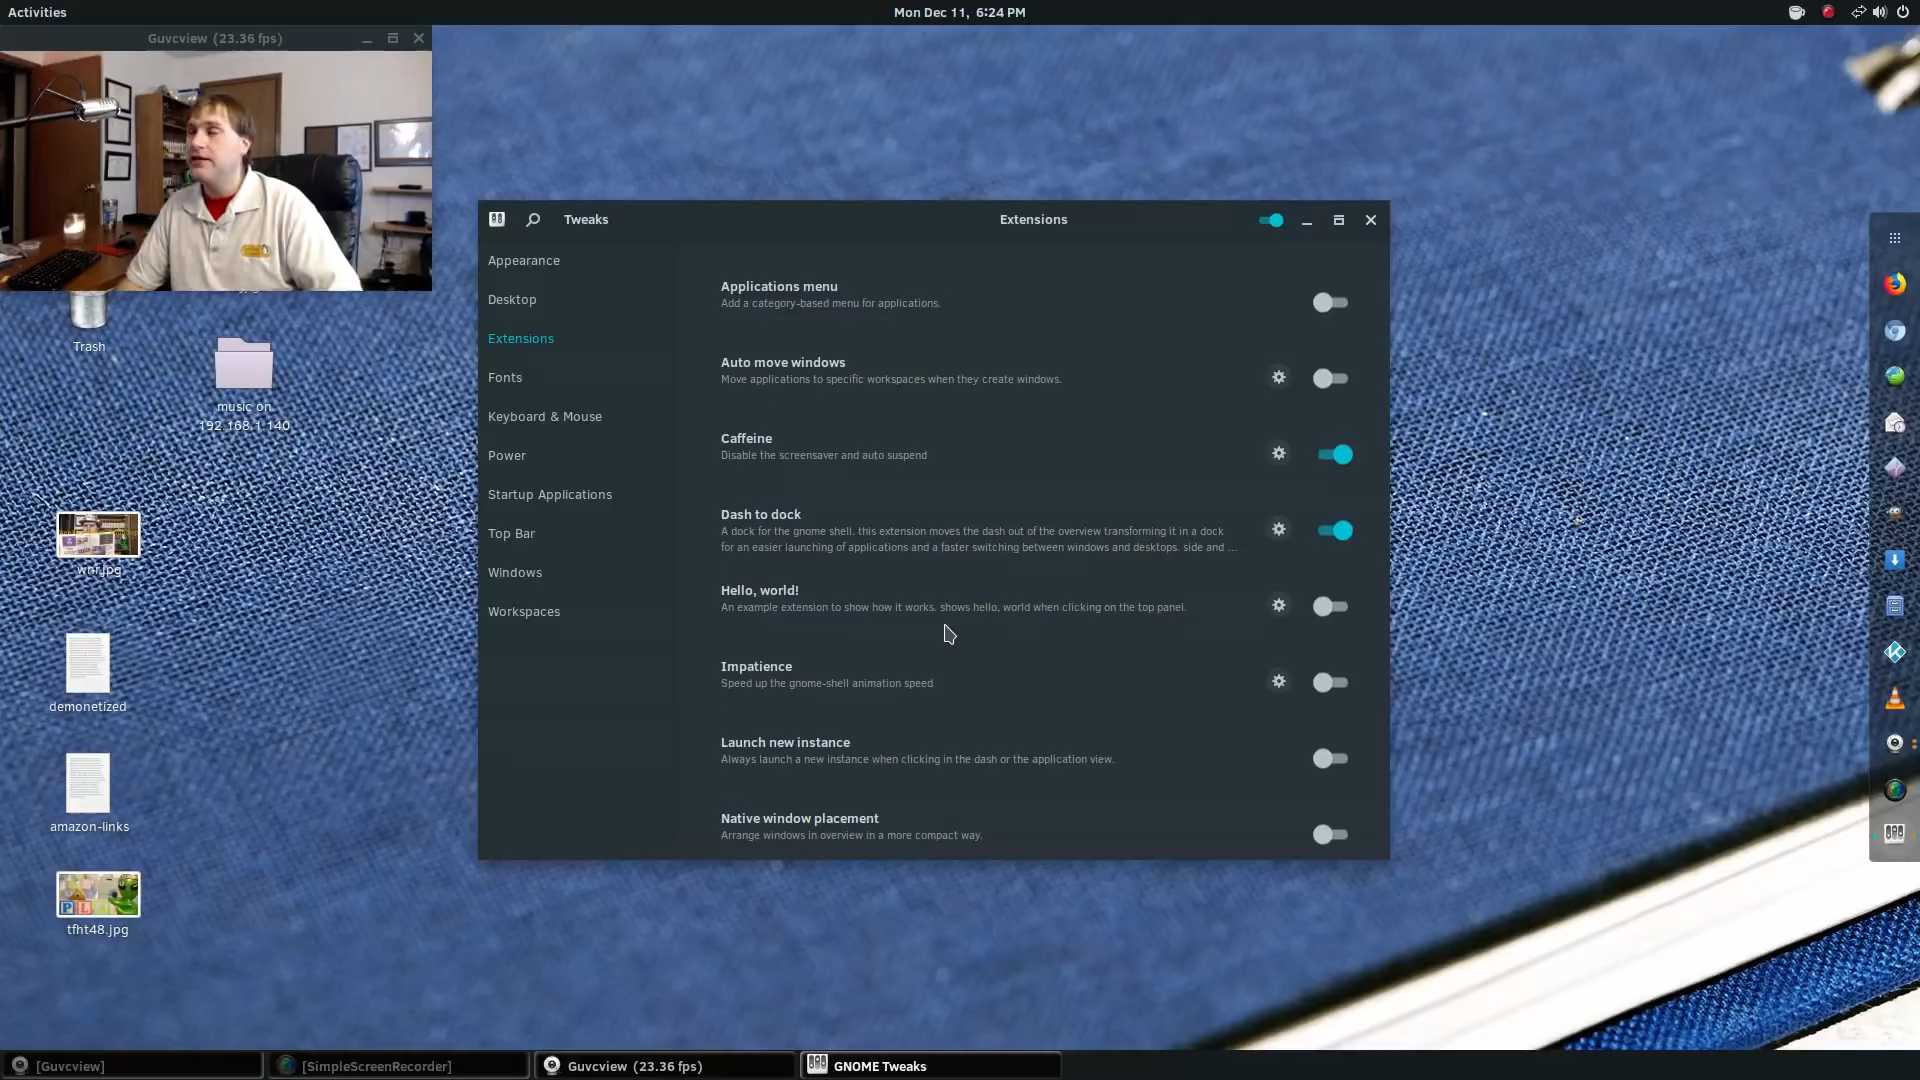 Activities
Mon Dec 11, 6:24 PM
Guvcview (23.36 fps)
Trash
music on
192.168.1.140
wnr.jpg
demonetized
amazon-links
tfht48.jpg
Tweaks
Extensions
Appearance
Desktop
Extensions
Fonts
Keyboard & Mouse
Power
Startup Applications
Top Bar
Windows
Workspaces
Applications menu
Add a category-based menu for applications.
Auto move windows
Move applications to specific workspaces when they create windows.
Caffeine
Disable the screensaver and auto suspend
Dash to dock
A dock for the gnome shell. this extension moves the dash out of the overview transforming it in a dock
for an easier launching of applications and a faster switching between windows and desktops. side and ...
Hello, world!
An example extension to show how it works. shows hello, world when clicking on the top panel.
Impatience
Speed up the gnome-shell animation speed
Launch new instance
Always launch a new instance when clicking in the dash or the application view.
Native window placement
Arrange windows in overview in a more compact way.
[Guvcview]
[SimpleScreenRecorder]
Guvcview (23.36 fps)
GNOME Tweaks